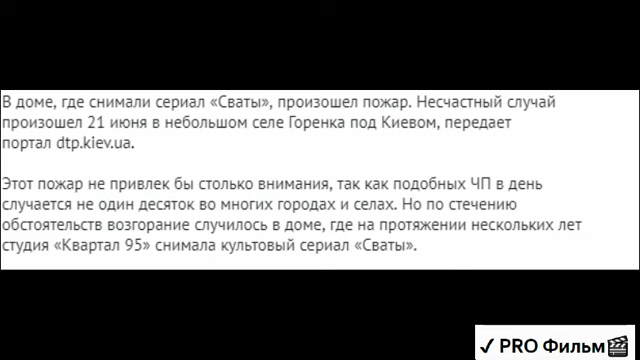 В доме, где снимали сериал «Сваты», произошел пожар. Несчастный случай
произошел 21 июня в небольшом селе Горенка под Киевом, передает
портал dtp.kiev.ua.
Этот пожар не привлек бы столько внимания, так как подобных ЧП в день
случается не один десяток во многих городах и селах. Но по стечению
обстоятельств возгорание случилось в доме, где на протяжении нескольких лет
студия «Квартал 95» снимала культовый сериал «Сваты».
✓ PRO Фильм🎬